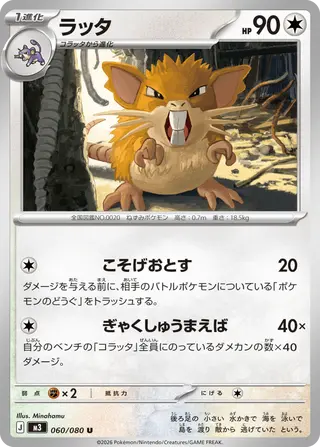 1進化
ラッタ
コラッタから進化
HP90
全国図鑑NO.0020 ねずみポケモン 高さ:0.7m 重さ:18.5kg
こそげおとす 20
ダメージを与える前に、相手のバトルポケモンについている「ポケ
モンのどうぐ」をトラッシュする。
ぎゃくしゅうまえば 40×
自分のベンチの「コラッタ」全員にのっているダメカンの数×40
ダメージ。
弱点 ×2 抵抗力 にげる
Illus. Minahamu
J M3 060/080 U
後ろ足の
小さな水かきで
海を泳ぎ
島を渡り
敵から
逃げていた
©2026 Pokémon/Nintendo/Creatures/GAME FREAK.